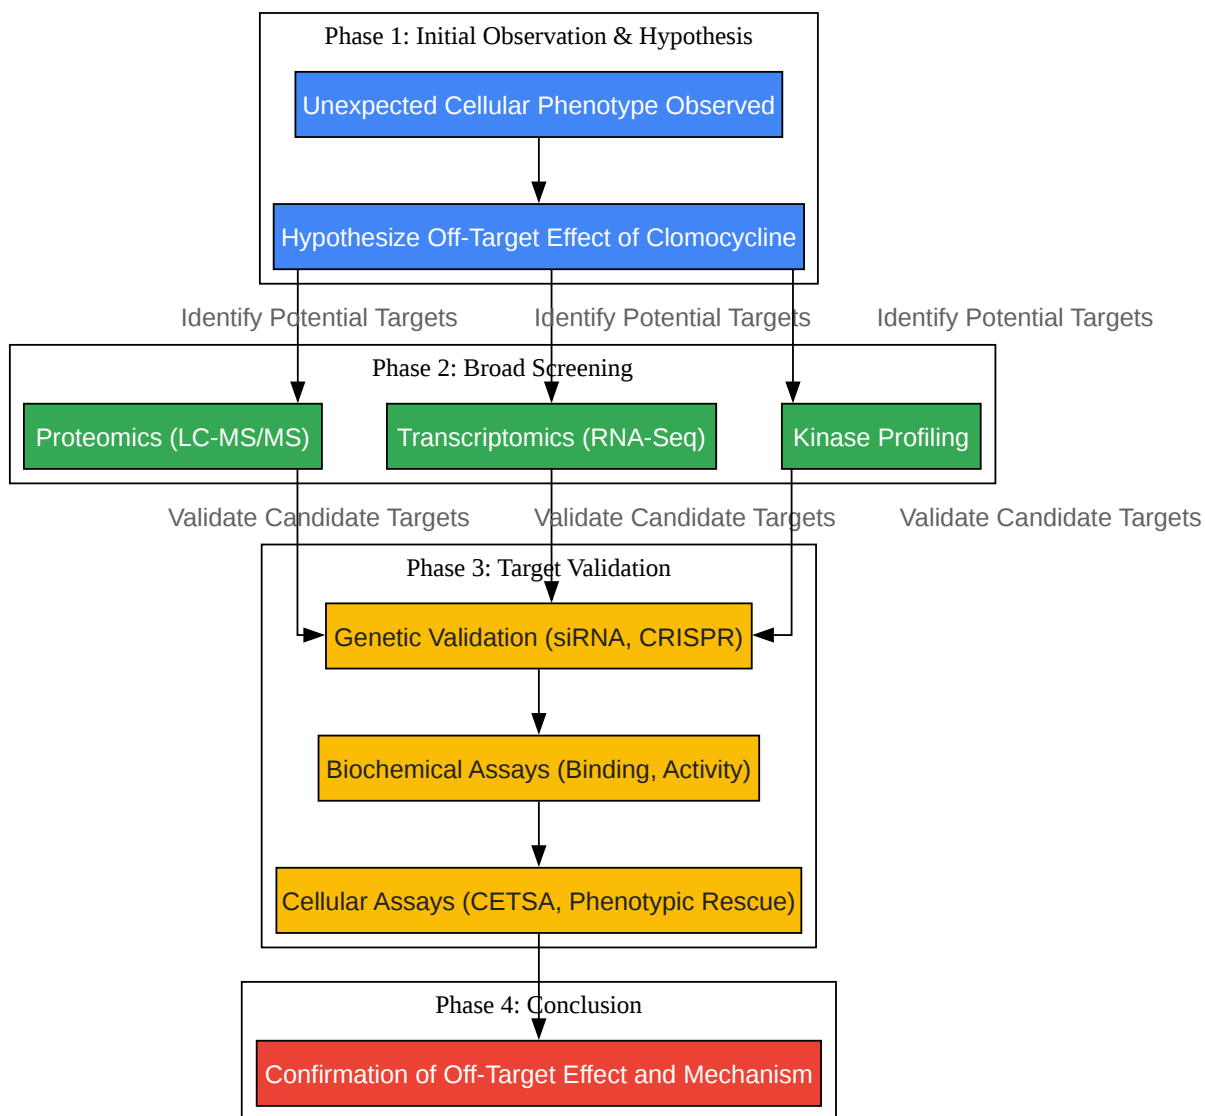 Phase 1: Initial Observation & Hypothesis
Unexpected Cellular Phenotype Observed
Hypothesize Off-Target Effect of Clomocycline
Identify Potential Targets
Identify Potential Targets
Identify Potential Targets
Phase 2: Broad Screening
Proteomics (LC-MS/MS)
Transcriptomics (RNA-Seq)
Kinase Profiling
Validate Candidate Targets
Validate Candidate Targets
Validate Candidate Targets
Phase 3: Target Validation
Genetic Validation (siRNA, CRISPR)
Biochemical Assays (Binding, Activity)
Cellular Assays (CETSA, Phenotypic Rescue)
Phase 4: Conclusion
Confirmation of Off-Target Effect and Mechanism